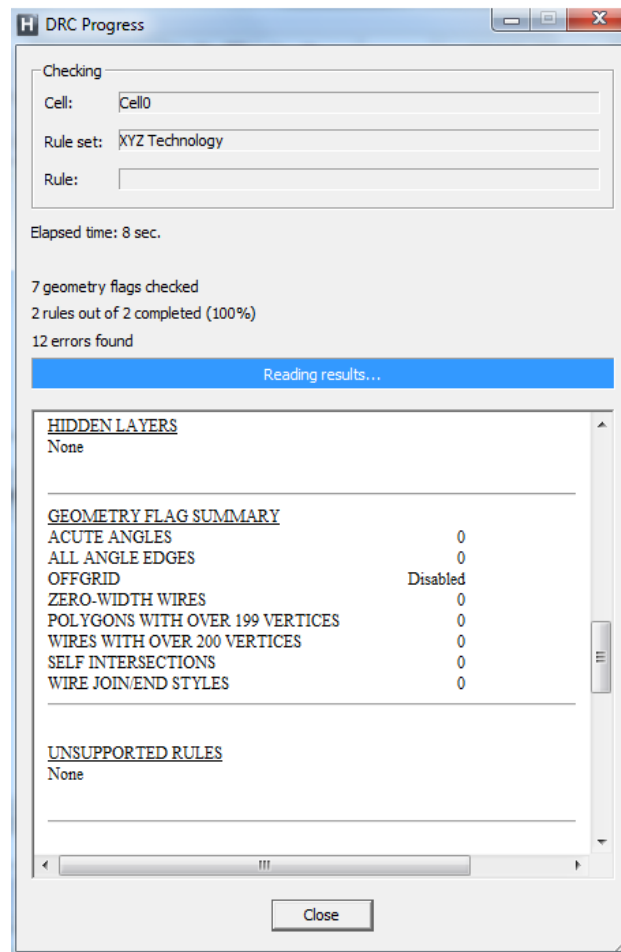 H DRC Progress
Checking
Cell: Cell0
Rule set: XYZ Technology
Rule:
Elapsed time: 8 sec.
7 geometry flags checked
2 rules out of 2 completed (100%)
12 errors found
Reading results...
HIDDEN LAYERS
None
GEOMETRY FLAG SUMMARY
ACUTE ANGLES 0
ALL ANGLE EDGES 0
OFFGRID Disabled
ZERO-WIDTH WIRES 0
POLYGONS WITH OVER 199 VERTICES 0
WIRES WITH OVER 200 VERTICES 0
SELF INTERSECTIONS 0
WIRE JOIN/END STYLES 0
UNSUPPORTED RULES
None
Close